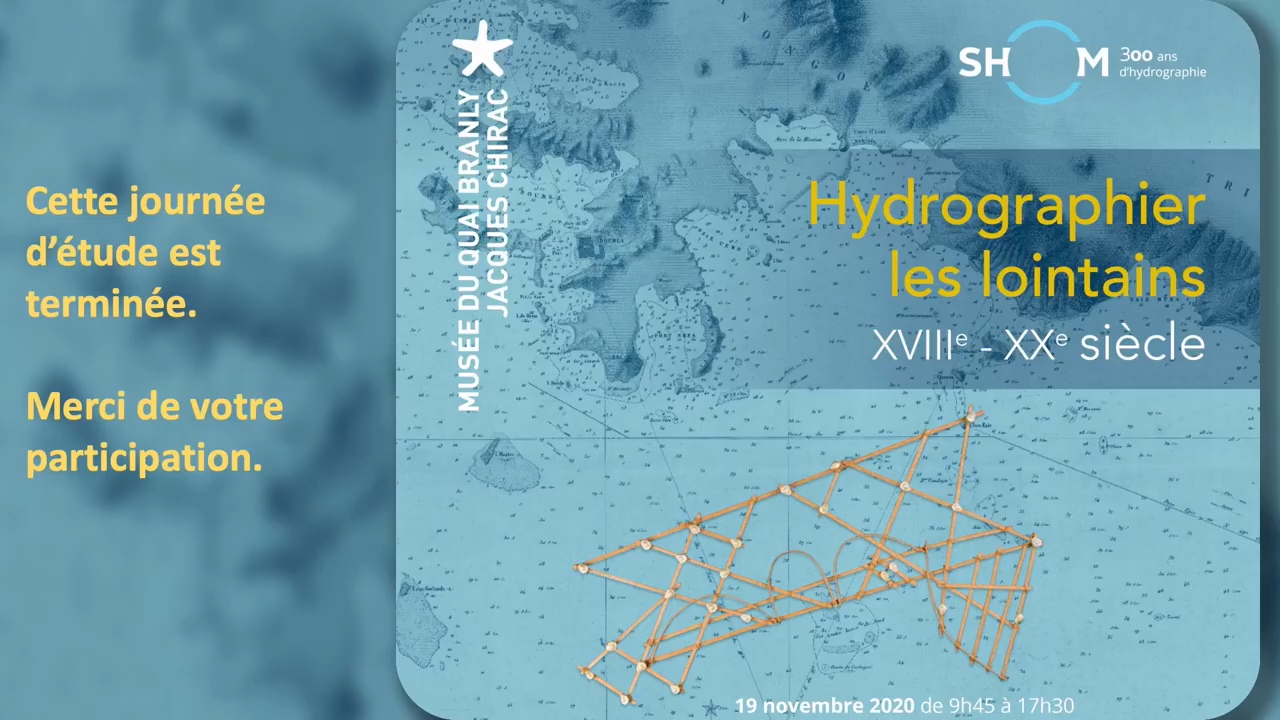 Cette journée
d’étude est
terminée.
Merci de votre
participation.
MUSÉE DU QUAI BRANLY
JACQUES CHIRAC
SHOM 300 ans
d’hydrographie
Hydrographier
les lointains
XVIIIe - XXe siècle
19 novembre 2020 de 9h45 à 17h30